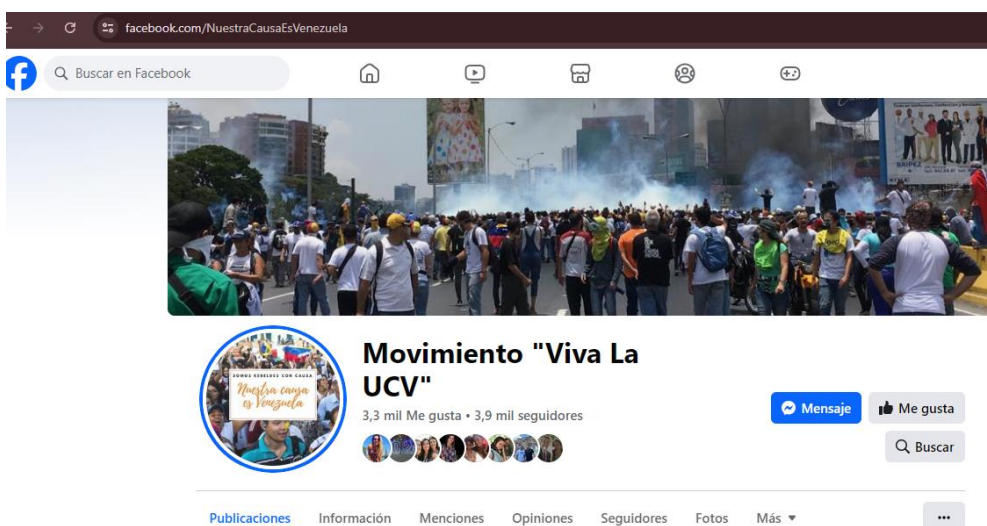 facebook.com/NuestraCausaEsVenezuela
Buscar en Facebook
SOMOS REBELDES CON CAUSA
Nuestra causa
es Venezuela
Movimiento "Viva La
UCV"
3,3 mil Me gusta • 3,9 mil seguidores
Mensaje
Me gusta
Buscar
Publicaciones Información Menciones Opiniones Seguidores Fotos Más